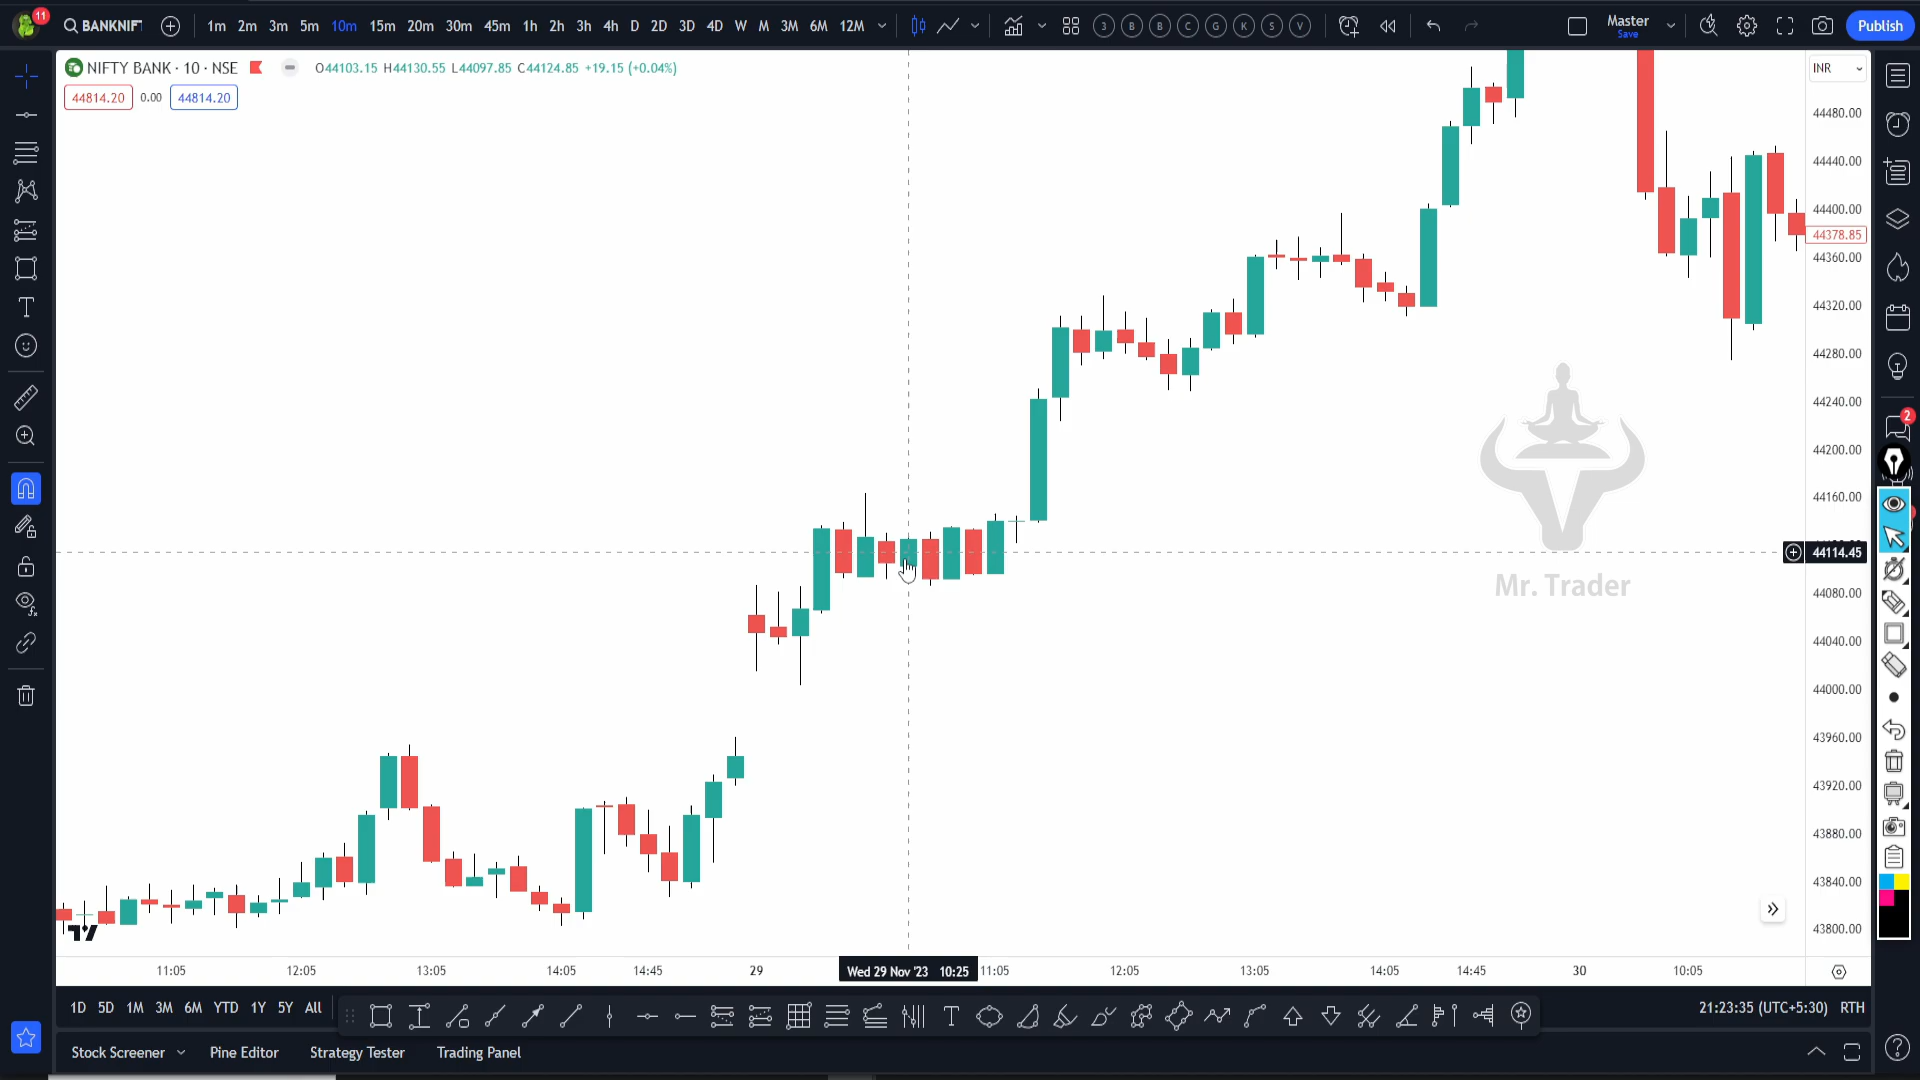 11
BANKNIFT
1m 2m 3m 5m 10m 15m 20m 30m 45m 1h 2h 3h 4h D 2D 3D 4D W M 3M 6M 12M
3 B B C G K S V
Master
Save
Publish
NIFTY BANK · 10 · NSE
O44103.15 H44130.55 L44097.85 C44124.85 +19.15 (+0.04%)
INR
44814.20 0.00 44814.20
44480.00
44440.00
44400.00
44378.85
44360.00
44320.00
44280.00
44240.00
44200.00
2
44160.00
44114.45
44080.00
Mr. Trader
44040.00
44000.00
43960.00
43920.00
43880.00
43840.00
43800.00
11:05 12:05 13:05 14:05 14:45 29 Wed 29 Nov '23 10:25 11:05 12:05 13:05 14:05 14:45 30 10:05
1D 5D 1M 3M 6M YTD 1Y 5Y All
21:23:35 (UTC+5:30) RTH
Stock Screener Pine Editor Strategy Tester Trading Panel